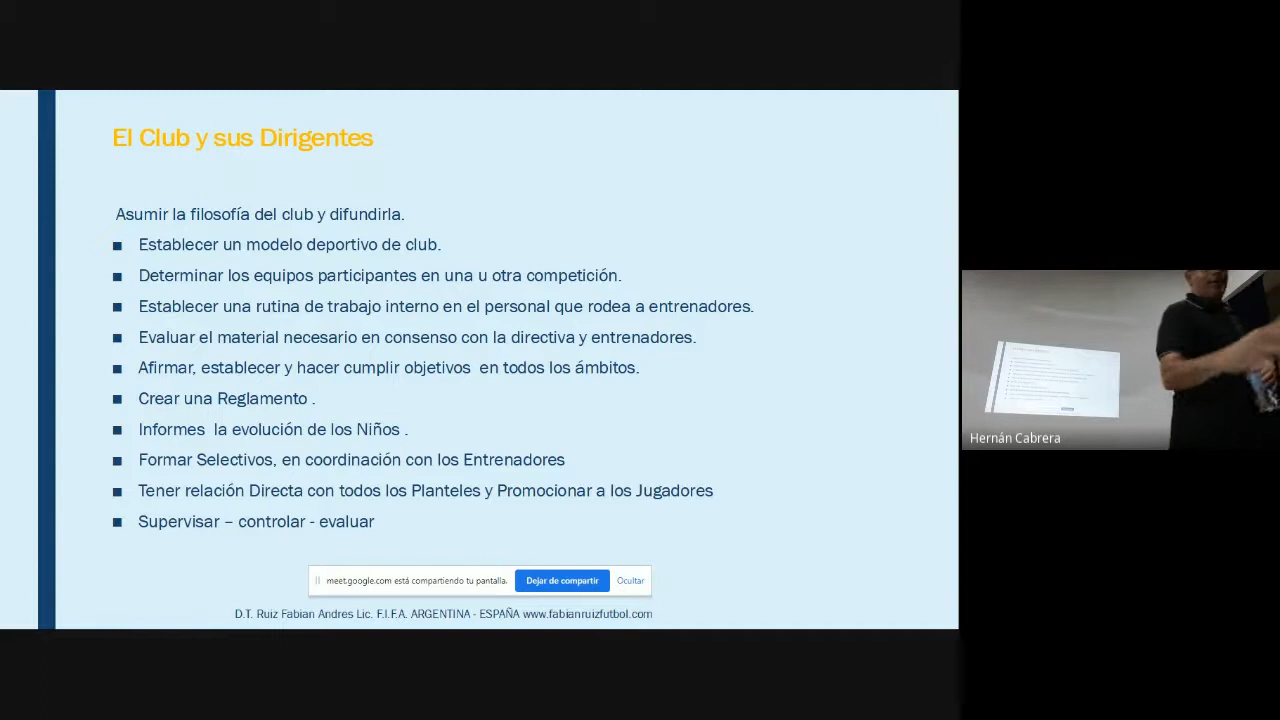 El Club y sus Dirigentes
Asumir la filosofía del club y difundirla.
■ Establecer un modelo deportivo de club.
■ Determinar los equipos participantes en una u otra competición.
■ Establecer una rutina de trabajo interno en el personal que rodea a entrenadores.
■ Evaluar el material necesario en consenso con la directiva y entrenadores.
■ Afirmar, establecer y hacer cumplir objetivos  en todos los ámbitos.
■ Crear una Reglamento .
■ Informes  la evolución de los Niños .
■ Formar Selectivos, en coordinación con los Entrenadores
■ Tener relación Directa con todos los Planteles y Promocionar a los Jugadores
■ Supervisar – controlar - evaluar
meet.google.com está compartiendo tu pantalla. Dejar de compartir Ocultar
D.T. Ruiz Fabian Andres Lic. F.I.F.A. ARGENTINA - ESPAÑA www.fabianruizfutbol.com
Hernán Cabrera